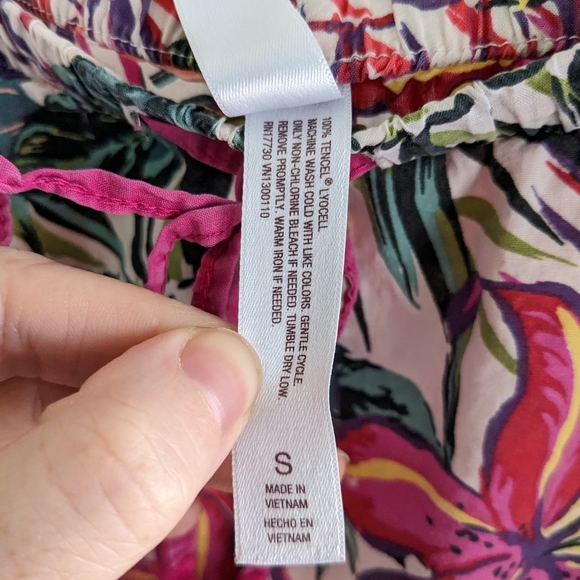 100% TENCEL® LYOCELL
MACHINE WASH COLD WITH LIKE COLORS. GENTLE CYCLE.
ONLY NON-CHLORINE BLEACH IF NEEDED. TUMBLE DRY LOW.
REMOVE PROMPTLY. WARM IRON IF NEEDED.
RN17730 VN1300110
S
MADE IN
VIETNAM
HECHO EN
VIETNAM